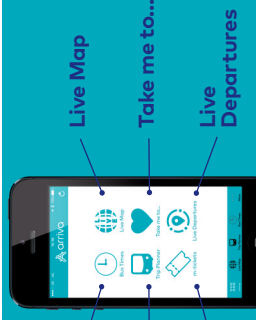 Live Map
Take me to...
Live
Departures
arriva
Bus Times
Live Map
Trip Planner
Take me to...
m-tickets
Live Departures